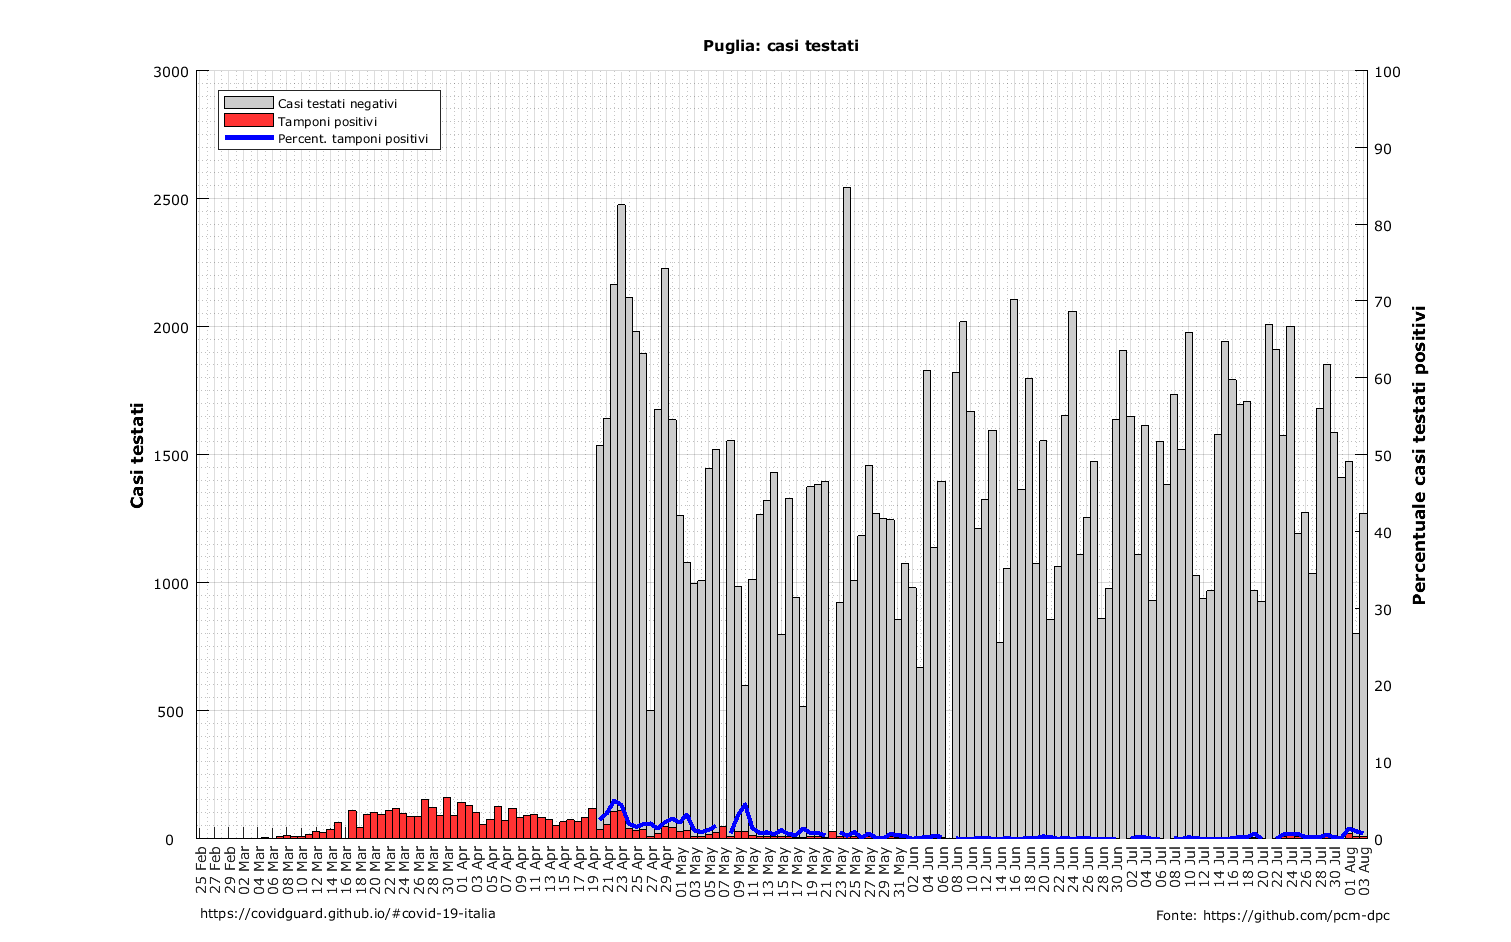 Puglia: casi testati
3000
2500
2000
1500
1000
500
0
Casi testati
Casi testati negativi
Tamponi positivi
Percent. tamponi positivi
100
90
80
70
60
50
40
30
20
10
0
Percentuale casi testati positivi
25 Feb
27 Feb
29 Feb
02 Mar
04 Mar
06 Mar
08 Mar
10 Mar
12 Mar
14 Mar
16 Mar
18 Mar
20 Mar
22 Mar
24 Mar
26 Mar
28 Mar
30 Mar
01 Apr
03 Apr
05 Apr
07 Apr
09 Apr
11 Apr
13 Apr
15 Apr
17 Apr
19 Apr
21 Apr
23 Apr
25 Apr
27 Apr
29 Apr
01 May
03 May
05 May
07 May
09 May
11 May
13 May
15 May
17 May
19 May
21 May
23 May
25 May
27 May
29 May
31 May
02 Jun
04 Jun
06 Jun
08 Jun
10 Jun
12 Jun
14 Jun
16 Jun
18 Jun
20 Jun
22 Jun
24 Jun
26 Jun
28 Jun
30 Jun
02 Jul
04 Jul
06 Jul
08 Jul
10 Jul
12 Jul
14 Jul
16 Jul
18 Jul
20 Jul
22 Jul
24 Jul
26 Jul
28 Jul
30 Jul
01 Aug
03 Aug
https://covidguard.github.io/#covid-19-italia
Fonte: https://github.com/pcm-dpc